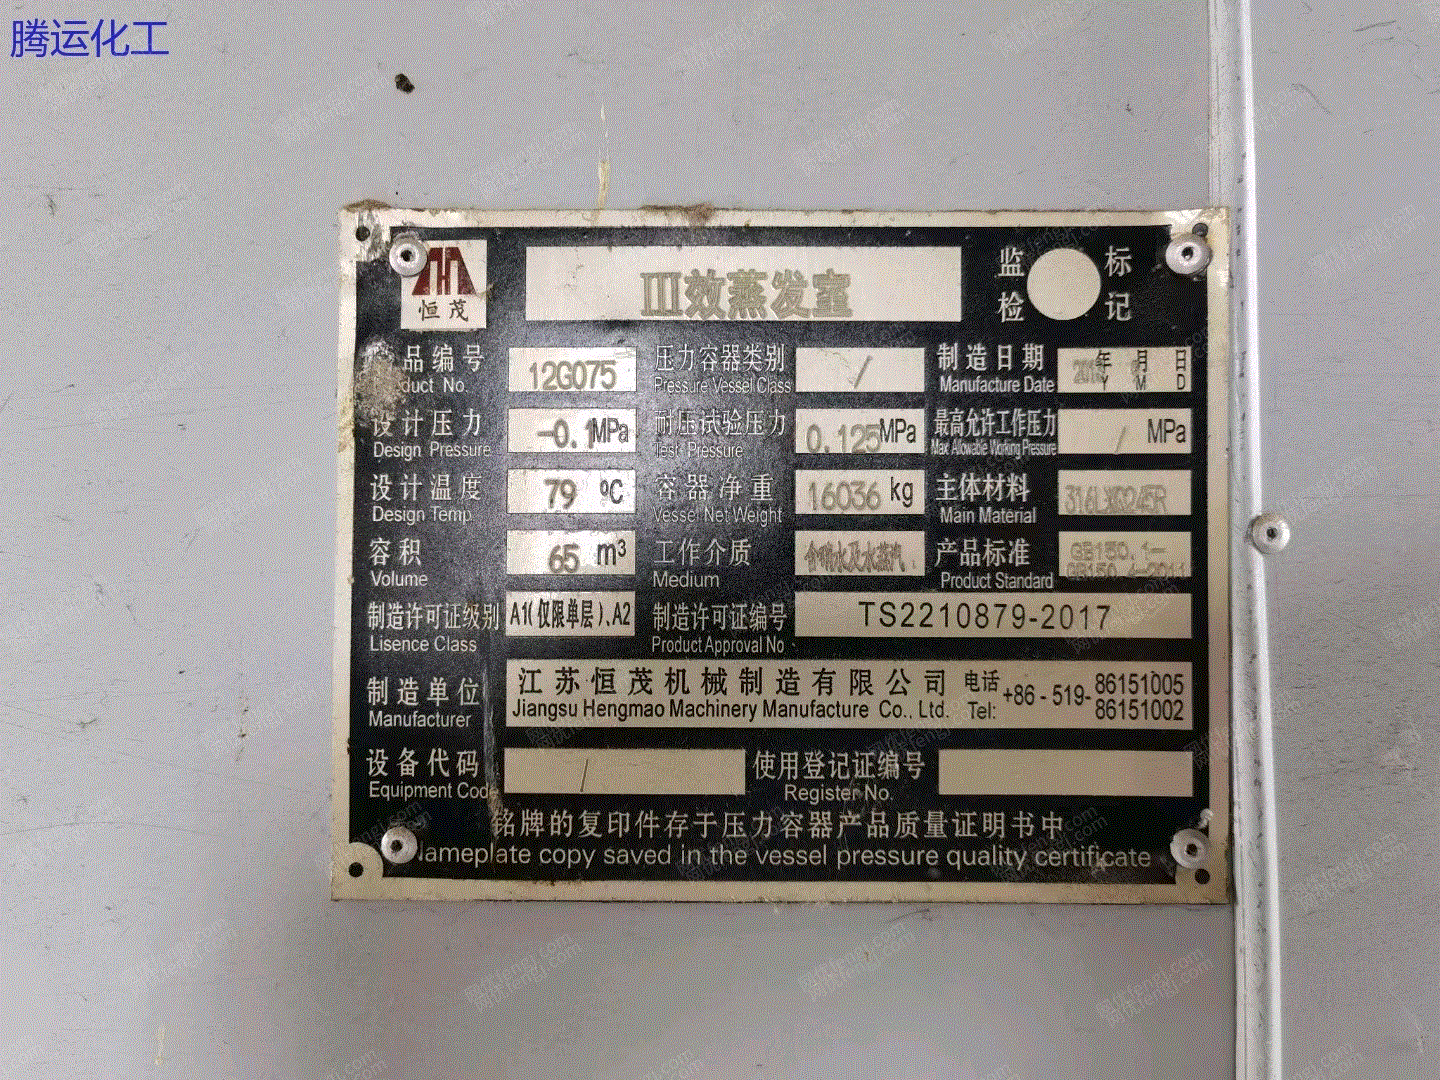 腾运化工
恒茂
III效蒸发室
监检 标记
品编号 12G075 压力容器类别 / 制造日期 年 月 日
duct No. Pressure Vessel Class Manufacture Date Y M D
设计压力 -0.1MPa 耐压试验压力 0.125MPa 最高允许工作压力 / MPa
Design Pressure Test Pressure Max Allowable Working Pressure
设计温度 79 ºC 容器净重 16036 kg 主体材料
Design Temp Vessel Net Weight Main Material
容积 65 m³ 工作介质 水及水蒸汽 产品标准 GB150.1-
Volume Medium Product Standard GB150.4-2011
制造许可证级别 A1(仅限单层).A2 制造许可证编号 TS2210879-2017
Lisence Class Product Approval No
制造单位 江苏恒茂机械制造有限公司 电话 +86-519-86151005
Manufacturer Jiangsu Hengmao Machinery Manufacture Co., Ltd. Tel: 86151002
设备代码 / 使用登记证编号
Equipment Code Register No.
铭牌的复印件存于压力容器产品质量证明书中
Nameplate copy saved in the vessel pressure quality certificate